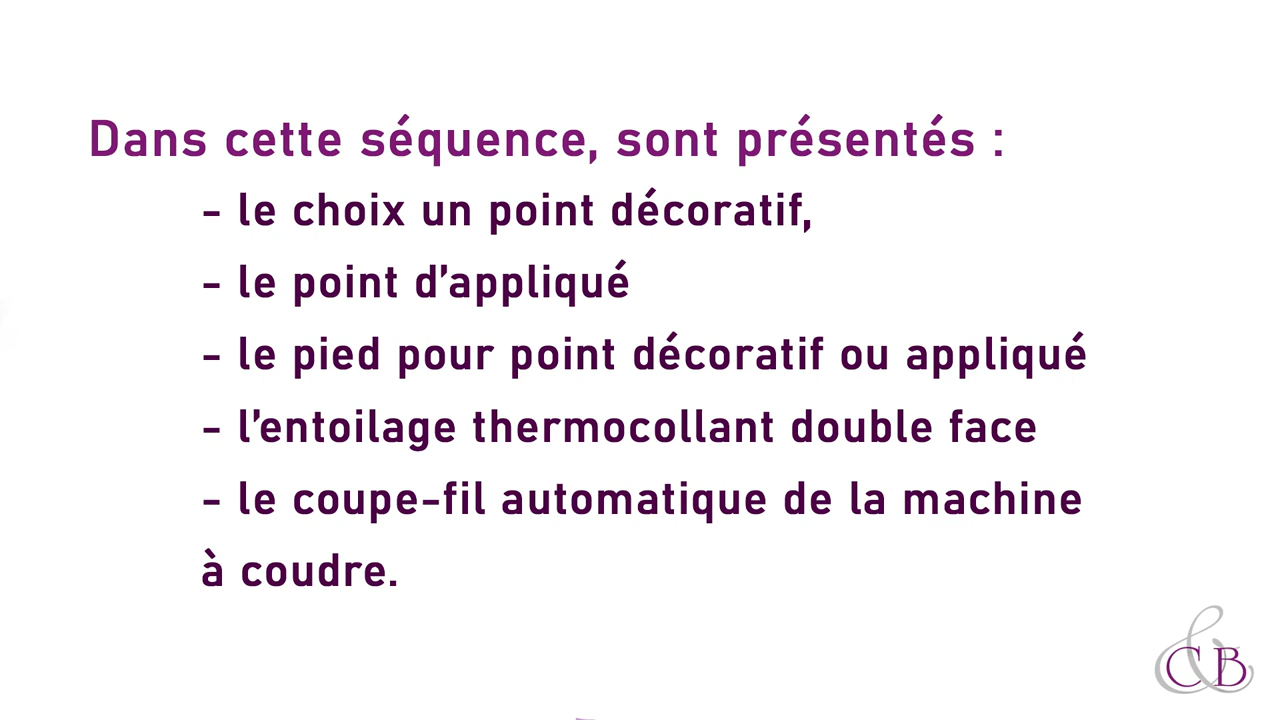 Dans cette séquence, sont présentés :
- le choix un point décoratif,
- le point d’appliqué
- le pied pour point décoratif ou appliqué
- l’entoilage thermocollant double face
- le coupe-fil automatique de la machine
à coudre.
C&B